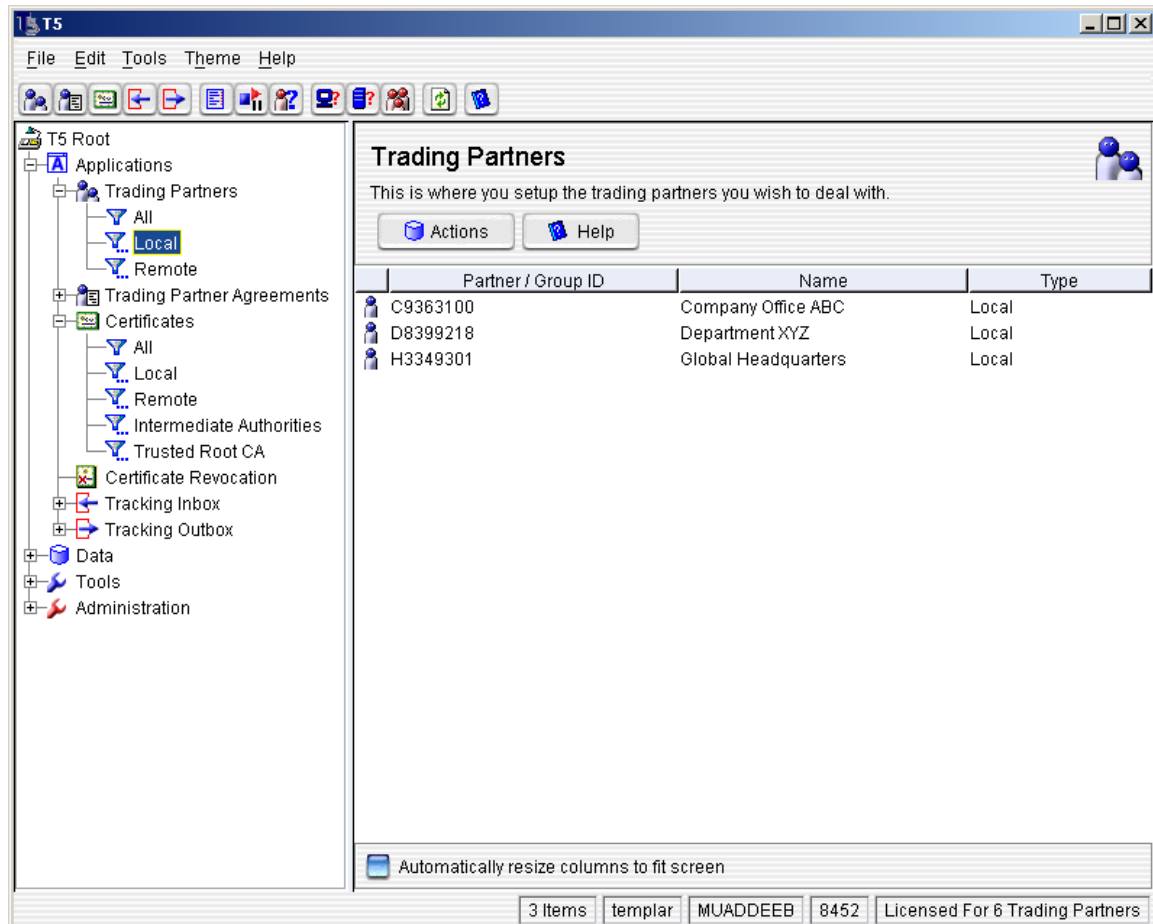 T5
File Edit Tools Theme Help
T5 Root
Applications
Trading Partners
All
Local
Remote
Trading Partner Agreements
Certificates
All
Local
Remote
Intermediate Authorities
Trusted Root CA
Certificate Revocation
Tracking Inbox
Tracking Outbox
Data
Tools
Administration
Trading Partners
This is where you setup the trading partners you wish to deal with.
Actions Help
Partner / Group ID Name Type
C9363100 Company Office ABC Local
D8399218 Department XYZ Local
H3349301 Global Headquarters Local
Automatically resize columns to fit screen
3 Items templar MUADDEEB 8452 Licensed For 6 Trading Partners